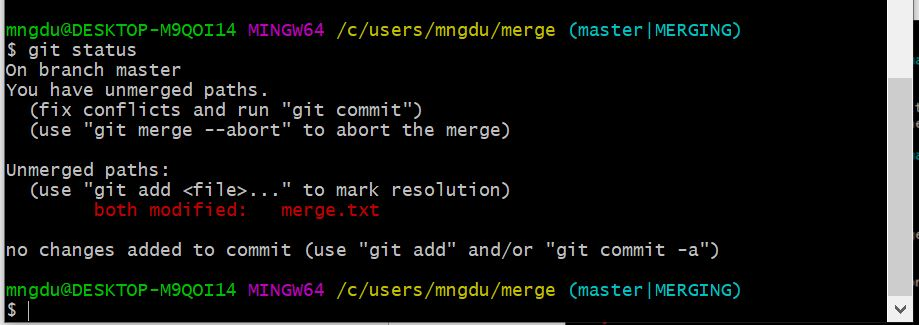 mngdu@DESKTOP-M9QOI14 MINGW64 /c/users/mngdu/merge (master|MERGING)
$ git status
On branch master
You have unmerged paths.
  (fix conflicts and run "git commit")
  (use "git merge --abort" to abort the merge)

Unmerged paths:
  (use "git add <file>..." to mark resolution)
        both modified:   merge.txt

no changes added to commit (use "git add" and/or "git commit -a")

mngdu@DESKTOP-M9QOI14 MINGW64 /c/users/mngdu/merge (master|MERGING)
$